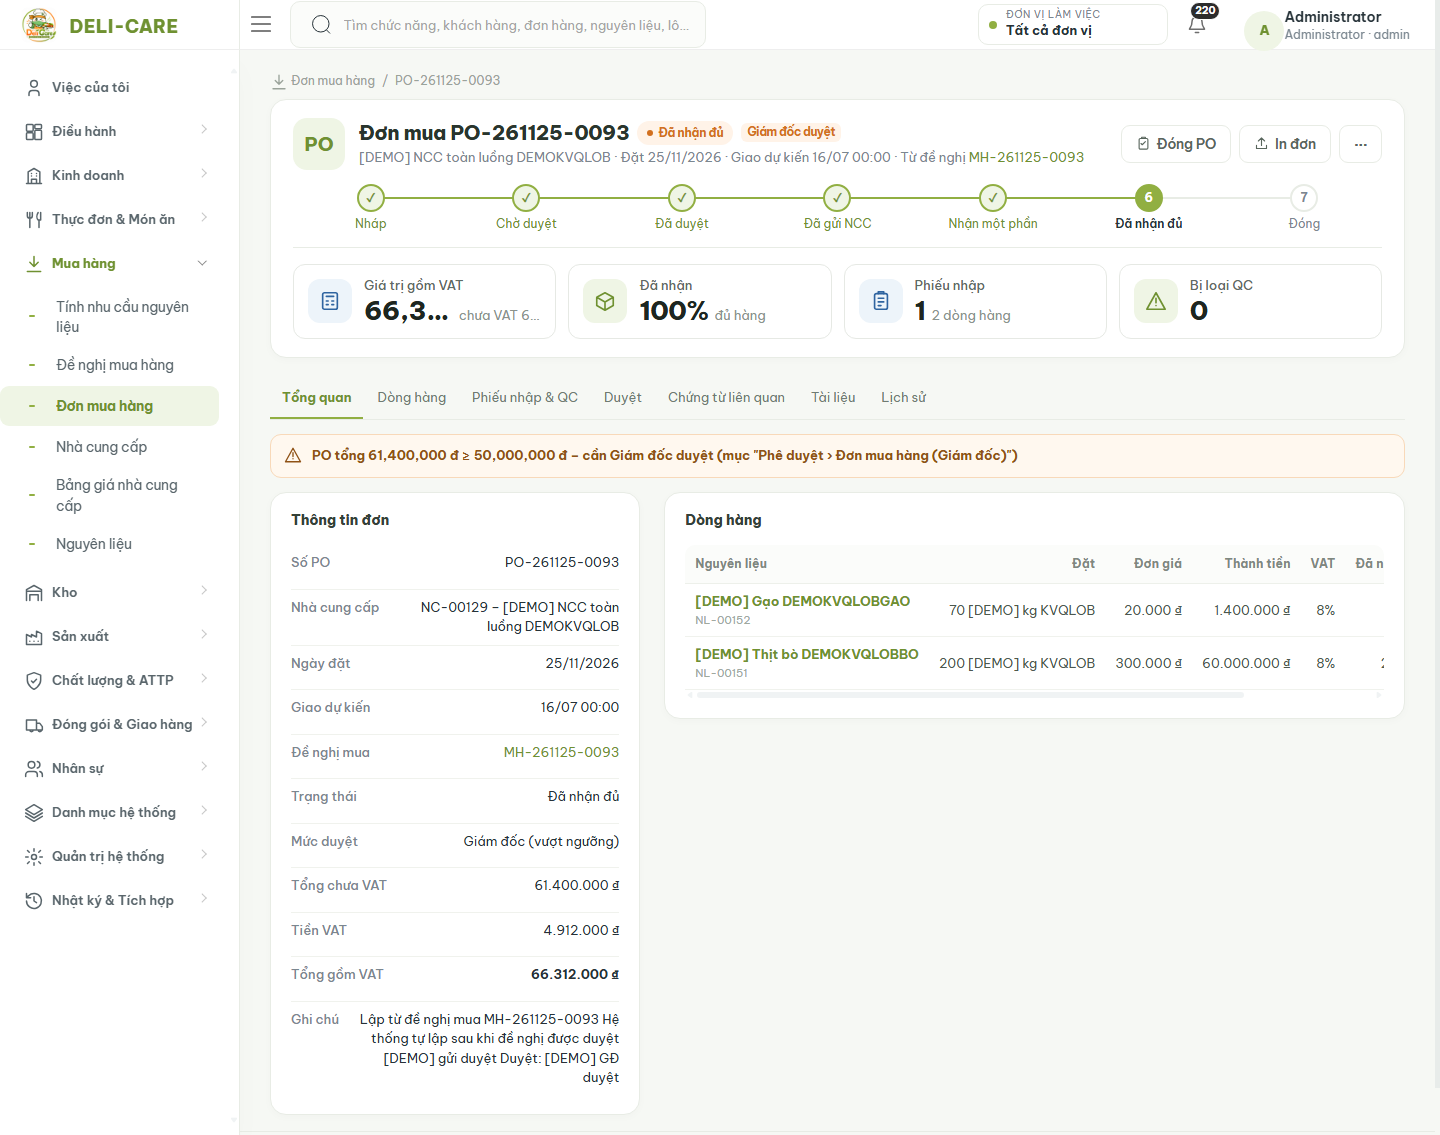 DELI-CARE
Tìm chức năng, khách hàng, đơn hàng, nguyên liệu, lô...
ĐƠN VỊ LÀM VIỆC
Tất cả đơn vị
220
A
Administrator
Administrator · admin
Việc của tôi
Điều hành
Kinh doanh
Thực đơn & Món ăn
Mua hàng
Tính nhu cầu nguyên
liệu
Đề nghị mua hàng
Đơn mua hàng
Nhà cung cấp
Bảng giá nhà cung
cấp
Nguyên liệu
Kho
Sản xuất
Chất lượng & ATTP
Đóng gói & Giao hàng
Nhân sự
Danh mục hệ thống
Quản trị hệ thống
Nhật ký & Tích hợp
Đơn mua hàng / PO-261125-0093
PO
Đơn mua PO-261125-0093
Đã nhận đủ
Giám đốc duyệt
[DEMO] NCC toàn luồng DEMOKVQLOB · Đặt 25/11/2026 · Giao dự kiến 16/07 00:00 · Từ đề nghị MH-261125-0093
Đóng PO
In đơn
...
Nháp
Chờ duyệt
Đã duyệt
Đã gửi NCC
Nhận một phần
6
Đã nhận đủ
7
Đóng
Giá trị gồm VAT
66,3... chưa VAT 6...
Đã nhận
100% đủ hàng
Phiếu nhập
1 2 dòng hàng
Bị loại QC
0
Tổng quan
Dòng hàng
Phiếu nhập & QC
Duyệt
Chứng từ liên quan
Tài liệu
Lịch sử
PO tổng 61,400,000 đ ≥ 50,000,000 đ – cần Giám đốc duyệt (mục "Phê duyệt › Đơn mua hàng (Giám đốc)")
Thông tin đơn
Số PO PO-261125-0093
Nhà cung cấp NC-00129 – [DEMO] NCC toàn
luồng DEMOKVQLOB
Ngày đặt 25/11/2026
Giao dự kiến 16/07 00:00
Đề nghị mua MH-261125-0093
Trạng thái Đã nhận đủ
Mức duyệt Giám đốc (vượt ngưỡng)
Tổng chưa VAT 61.400.000 ₫
Tiền VAT 4.912.000 ₫
Tổng gồm VAT 66.312.000 ₫
Ghi chú Lập từ đề nghị mua MH-261125-0093 Hệ
thống tự lập sau khi đề nghị được duyệt
[DEMO] gửi duyệt Duyệt: [DEMO] GĐ
duyệt
Dòng hàng
Nguyên liệu Đặt Đơn giá Thành tiền VAT Đã n
[DEMO] Gạo DEMOKVQLOBGAO 70 [DEMO] kg KVQLOB 20.000 ₫ 1.400.000 ₫ 8%
NL-00152
[DEMO] Thịt bò DEMOKVQLOBBO 200 [DEMO] kg KVQLOB 300.000 ₫ 60.000.000 ₫ 8%
NL-00151